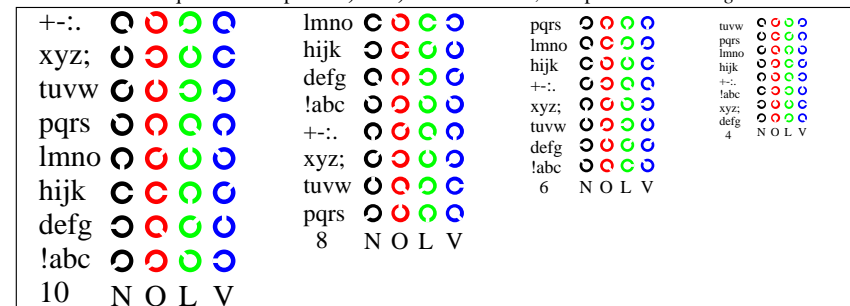 +-:.
xyz;
tuvw
pqrs
lmno
hijk
defg
!abc
10 N O L V
lmno
hijk
defg
!abc
+-:.
xyz;
tuvw
pqrs
8 N O L V
pqrs
lmno
hijk
+-:.
xyz;
tuvw
defg
!abc
6 N O L V
tuvw
pqrs
lmno
hijk
+-:.
!abc
xyz;
defg
4 N O L V